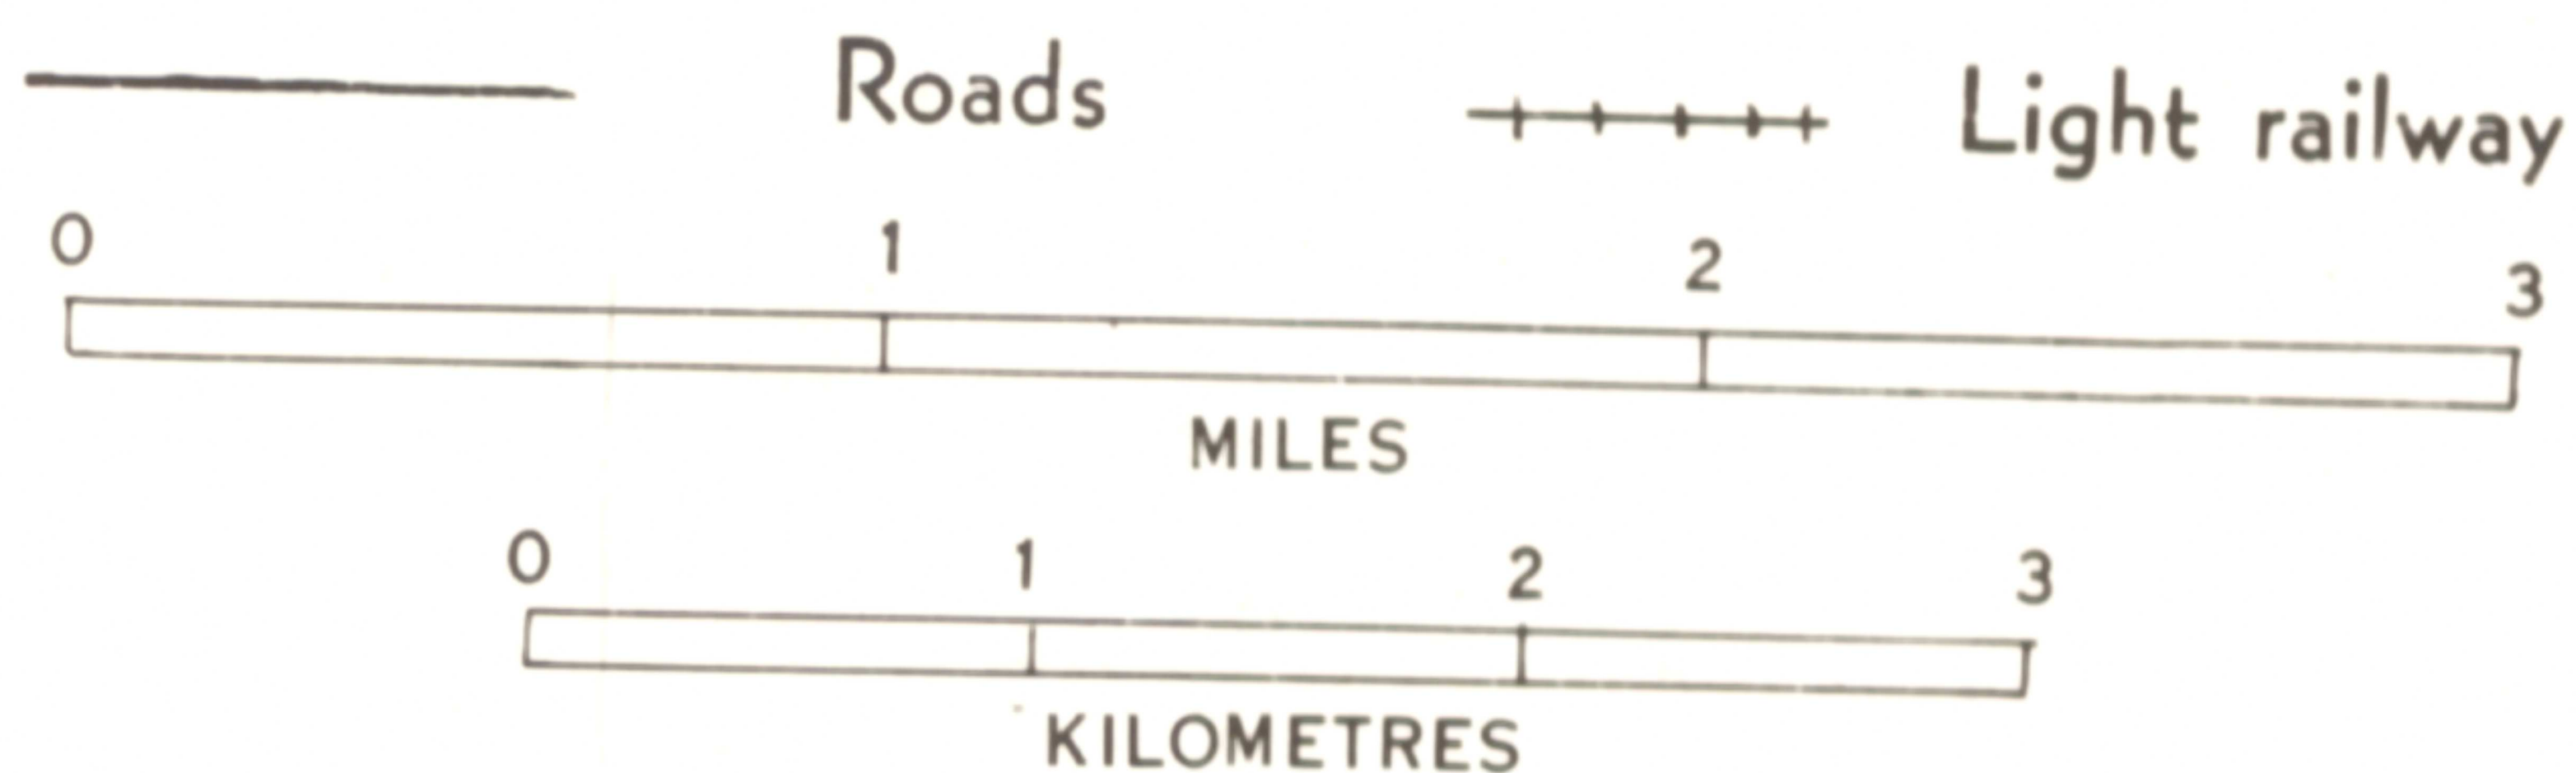 Roads Light railway
0 1 2 3
MILES
0 1 2 3
KILOMETRES